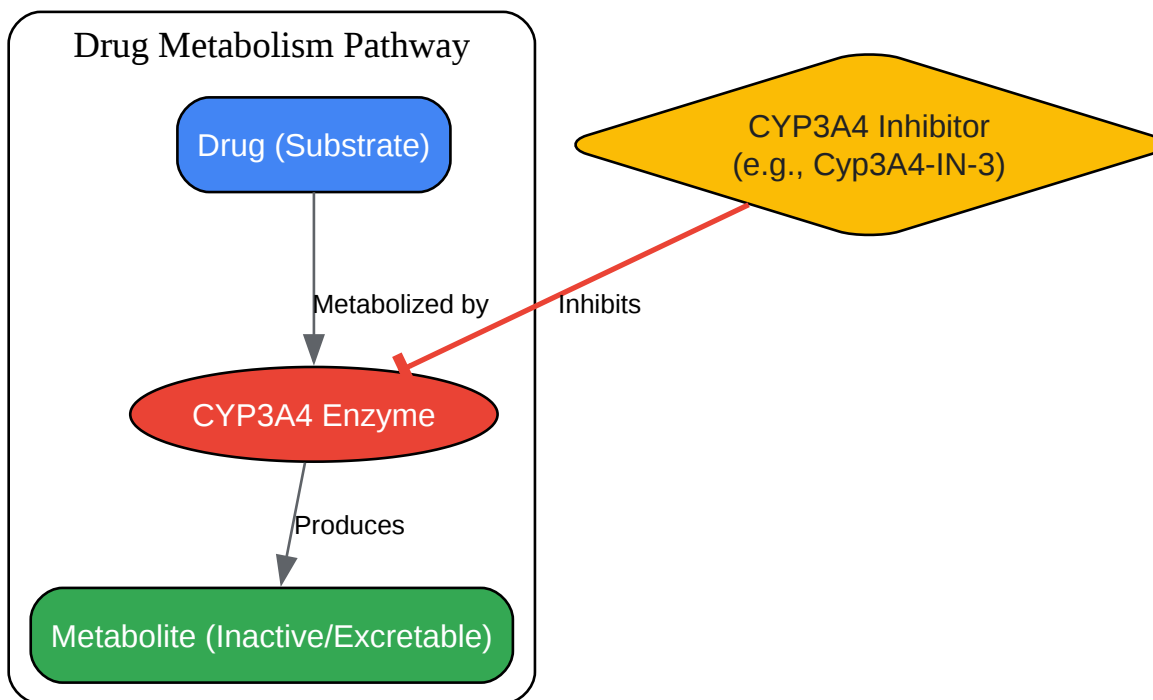 Drug Metabolism Pathway
Drug (Substrate)
CYP3A4 Inhibitor
(e.g., Cyp3A4-IN-3)
Metabolized by
Inhibits
CYP3A4 Enzyme
Produces
Metabolite (Inactive/Excretable)